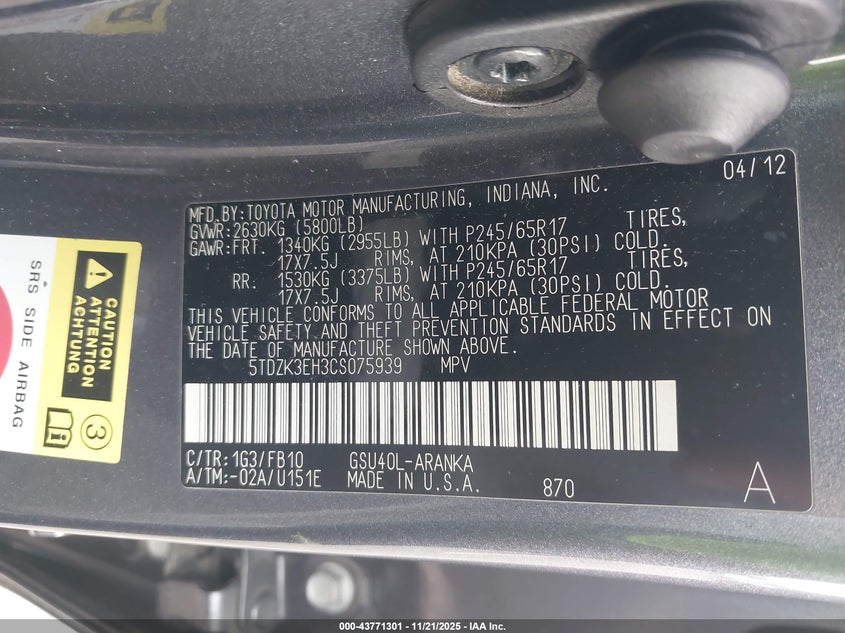 04/12
MFD.BY:TOYOTA MOTOR MANUFACTURING, INDIANA, INC.
GVWR:2630KG (5800LB)
GAWR:FRT. 1340KG (2955LB) WITH P245/65R17 TIRES,
17X7.5J RIMS, AT 210KPA (30PSI) COLD.
RR. 1530KG (3375LB) WITH P245/65R17 TIRES,
17X7.5J RIMS, AT 210KPA (30PSI) COLD.
THIS VEHICLE CONFORMS TO ALL APPLICABLE FEDERAL MOTOR
VEHICLE SAFETY AND THEFT PREVENTION STANDARDS IN EFFECT ON
THE DATE OF MANUFACTURE SHOWN ABOVE.
5TDZK3EH3CS075939 MPV
C/TR:1G3/FB10 GSU40L-ARANKA
A/TM:-02A/U151E MADE IN U.S.A. 870
A
SRS SIDE AIRBAG
CAUTION
ATTENTION
ACHTUNG
3
000-43771301 - 11/21/2025 - IAA Inc.